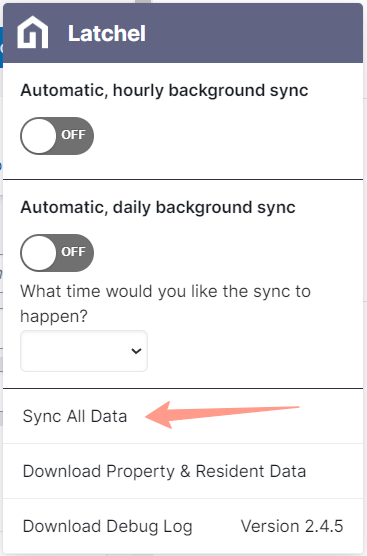 Latchel
Automatic, hourly background sync
OFF
Automatic, daily background sync
OFF
What time would you like the sync to
happen?
Sync All Data
Download Property & Resident Data
Download Debug Log Version 2.4.5